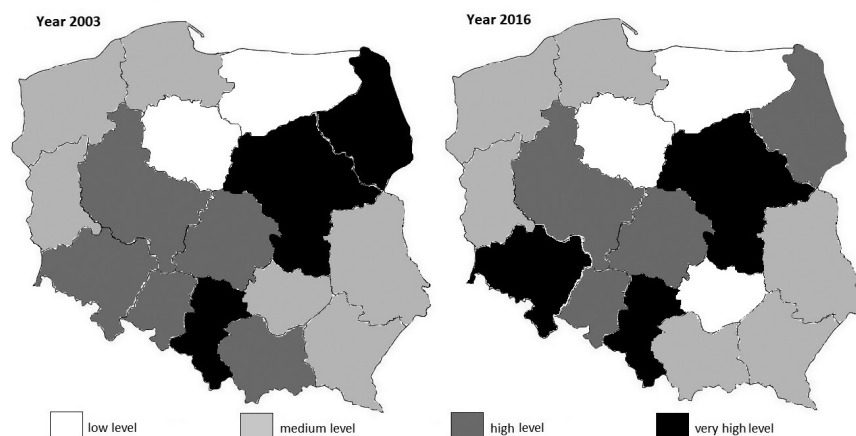 Year 2003
Year 2016
low level
medium level
high level
very high level